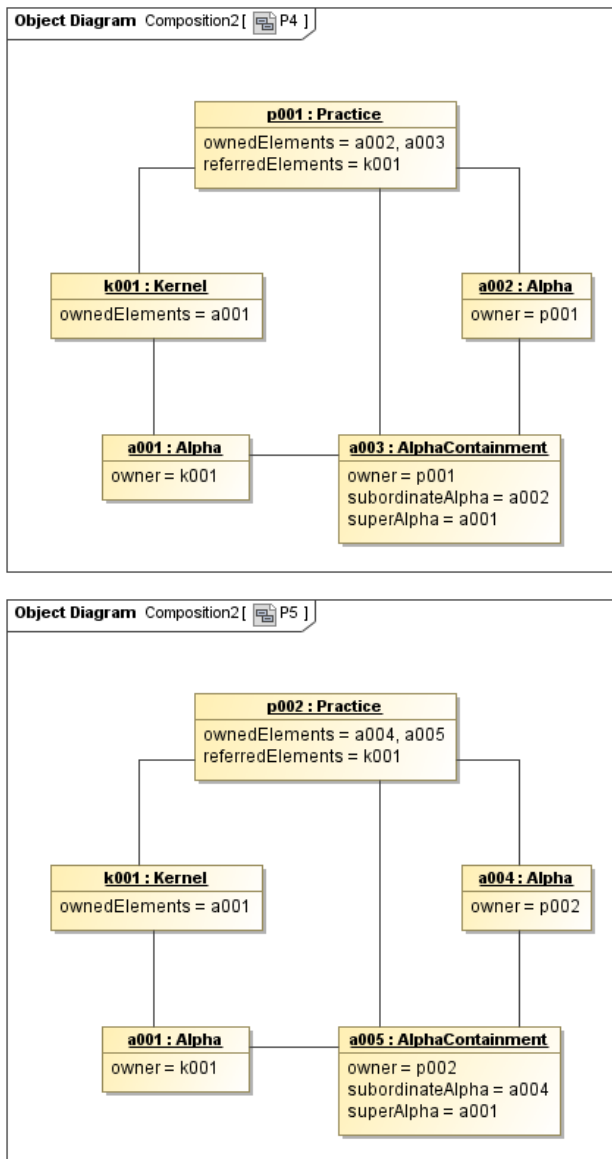 Object Diagram Composition2 [ P4 ]
p001 : Practice
ownedElements = a002, a003
referredElements = k001
k001 : Kernel
ownedElements = a001
a002 : Alpha
owner = p001
a001 : Alpha
owner = k001
a003 : AlphaContainment
owner = p001
subordinateAlpha = a002
superAlpha = a001
Object Diagram Composition2 [ P5 ]
p002 : Practice
ownedElements = a004, a005
referredElements = k001
k001 : Kernel
ownedElements = a001
a004 : Alpha
owner = p002
a001 : Alpha
owner = k001
a005 : AlphaContainment
owner = p002
subordinateAlpha = a004
superAlpha = a001